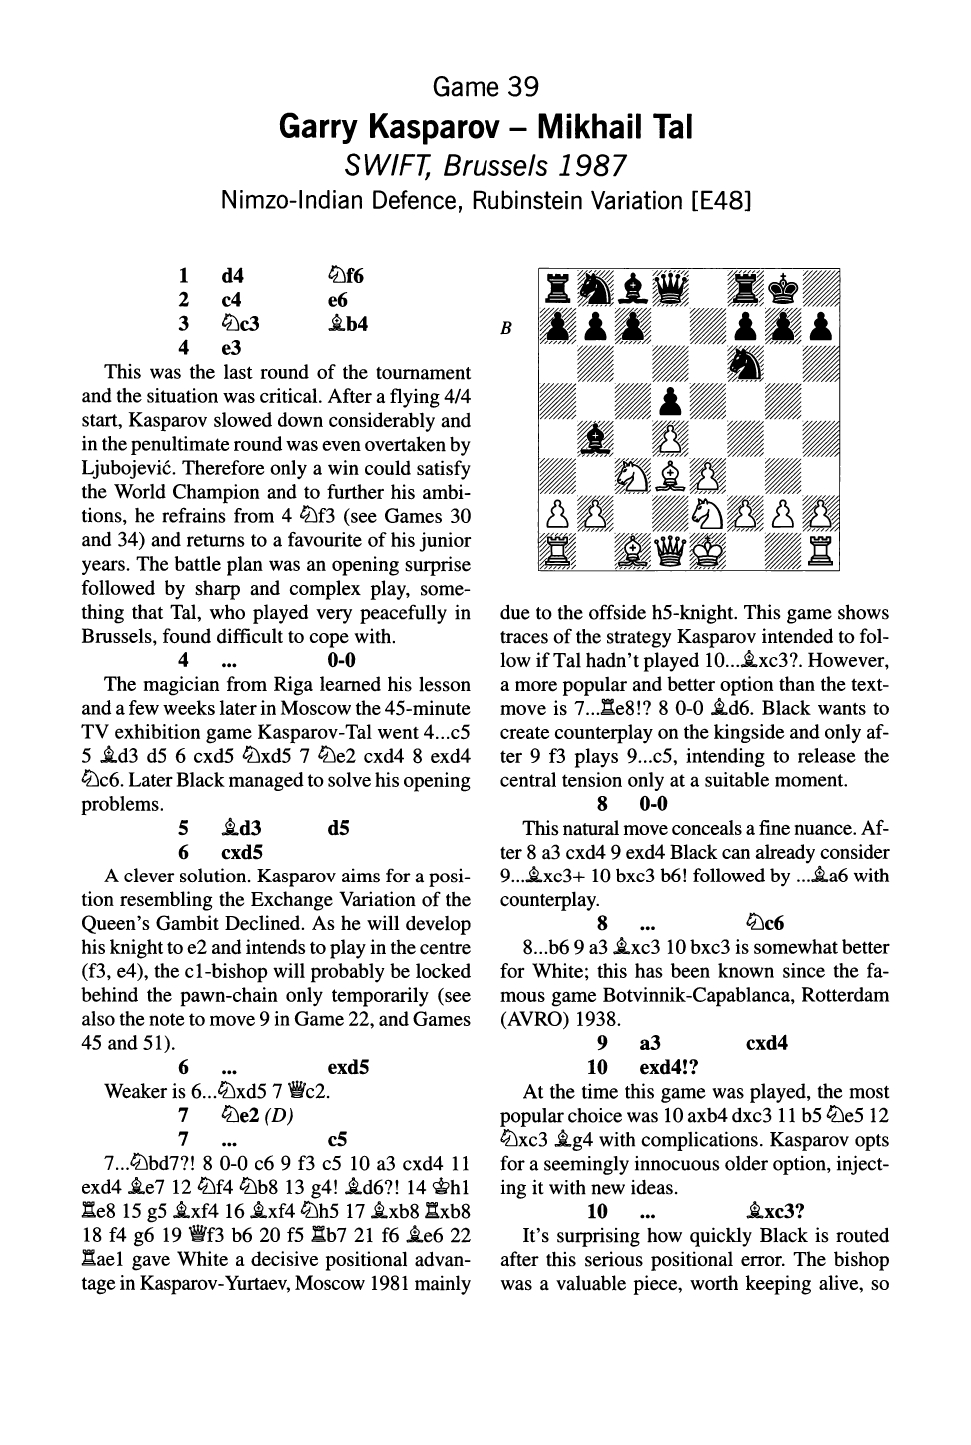 Game 39
Garry Kasparov – Mikhail Tal
SWIFT, Brussels 1987
Nimzo-Indian Defence, Rubinstein Variation [E48]
1 d4 ♘f6
2 c4 e6
3 ♘c3 ♗b4
4 e3
This was the last round of the tournament
and the situation was critical. After a flying 4/4
start, Kasparov slowed down considerably and
in the penultimate round was even overtaken by
Ljubojević. Therefore only a win could satisfy
the World Champion and to further his ambi-
tions, he refrains from 4 ♘f3 (see Games 30
and 34) and returns to a favourite of his junior
years. The battle plan was an opening surprise
followed by sharp and complex play, some-
thing that Tal, who played very peacefully in
Brussels, found difficult to cope with.
4 ... 0-0
The magician from Riga learned his lesson
and a few weeks later in Moscow the 45-minute
TV exhibition game Kasparov-Tal went 4...c5
5 ♗d3 d5 6 cxd5 ♘xd5 7 ♘e2 cxd4 8 exd4
♘c6. Later Black managed to solve his opening
problems.
5 ♗d3 d5
6 cxd5
A clever solution. Kasparov aims for a posi-
tion resembling the Exchange Variation of the
Queen's Gambit Declined. As he will develop
his knight to e2 and intends to play in the centre
(f3, e4), the c1-bishop will probably be locked
behind the pawn-chain only temporarily (see
also the note to move 9 in Game 22, and Games
45 and 51).
6 ... exd5
Weaker is 6...♘xd5 7 ♕c2.
7 ♘e2 (D)
7 ... c5
7...♘bd7?! 8 0-0 c6 9 f3 c5 10 a3 cxd4 11
exd4 ♗e7 12 ♘f4 ♘b8 13 g4! ♗d6?! 14 ♔h1
♖e8 15 g5 ♗xf4 16 ♗xf4 ♘h5 17 ♗xb8 ♖xb8
18 f4 g6 19 ♕f3 b6 20 f5 ♖b7 21 f6 ♗e6 22
♖ae1 gave White a decisive positional advan-
tage in Kasparov-Yurtaev, Moscow 1981 mainly
B
due to the offside h5-knight. This game shows
traces of the strategy Kasparov intended to fol-
low if Tal hadn't played 10...♗xc3?. However,
a more popular and better option than the text-
move is 7...♖e8!? 8 0-0 ♗d6. Black wants to
create counterplay on the kingside and only af-
ter 9 f3 plays 9...c5, intending to release the
central tension only at a suitable moment.
8 0-0
This natural move conceals a fine nuance. Af-
ter 8 a3 cxd4 9 exd4 Black can already consider
9...♗xc3+ 10 bxc3 b6! followed by ...♗a6 with
counterplay.
8 ... ♘c6
8...b6 9 a3 ♗xc3 10 bxc3 is somewhat better
for White; this has been known since the fa-
mous game Botvinnik-Capablanca, Rotterdam
(AVRO) 1938.
9 a3 cxd4
10 exd4!?
At the time this game was played, the most
popular choice was 10 axb4 dxc3 11 b5 ♘e5 12
♘xc3 ♗g4 with complications. Kasparov opts
for a seemingly innocuous older option, inject-
ing it with new ideas.
10 ... ♗xc3?
It's surprising how quickly Black is routed
after this serious positional error. The bishop
was a valuable piece, worth keeping alive, so